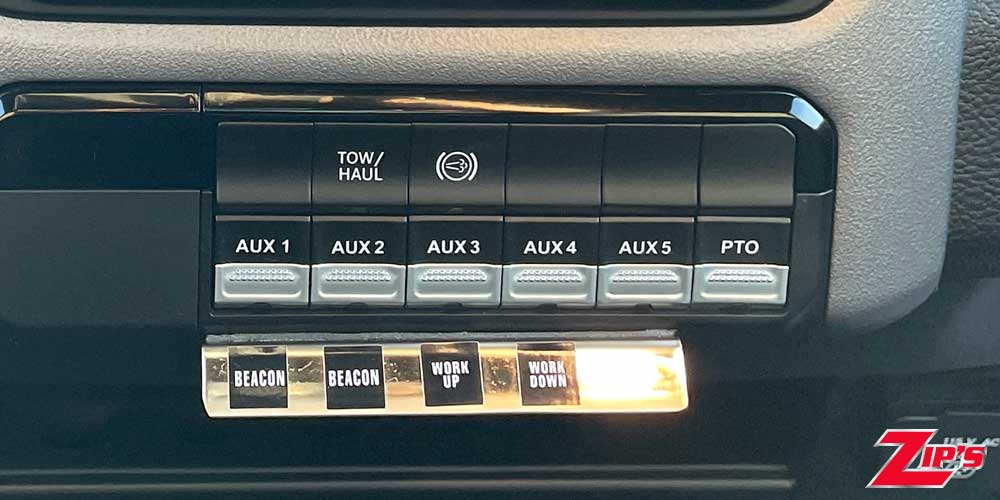 TOW/
HAUL
AUX 1 AUX 2 AUX 3 AUX 4 AUX 5 PTO
BEACON BEACON WORK UP WORK DOWN
ZIP'S